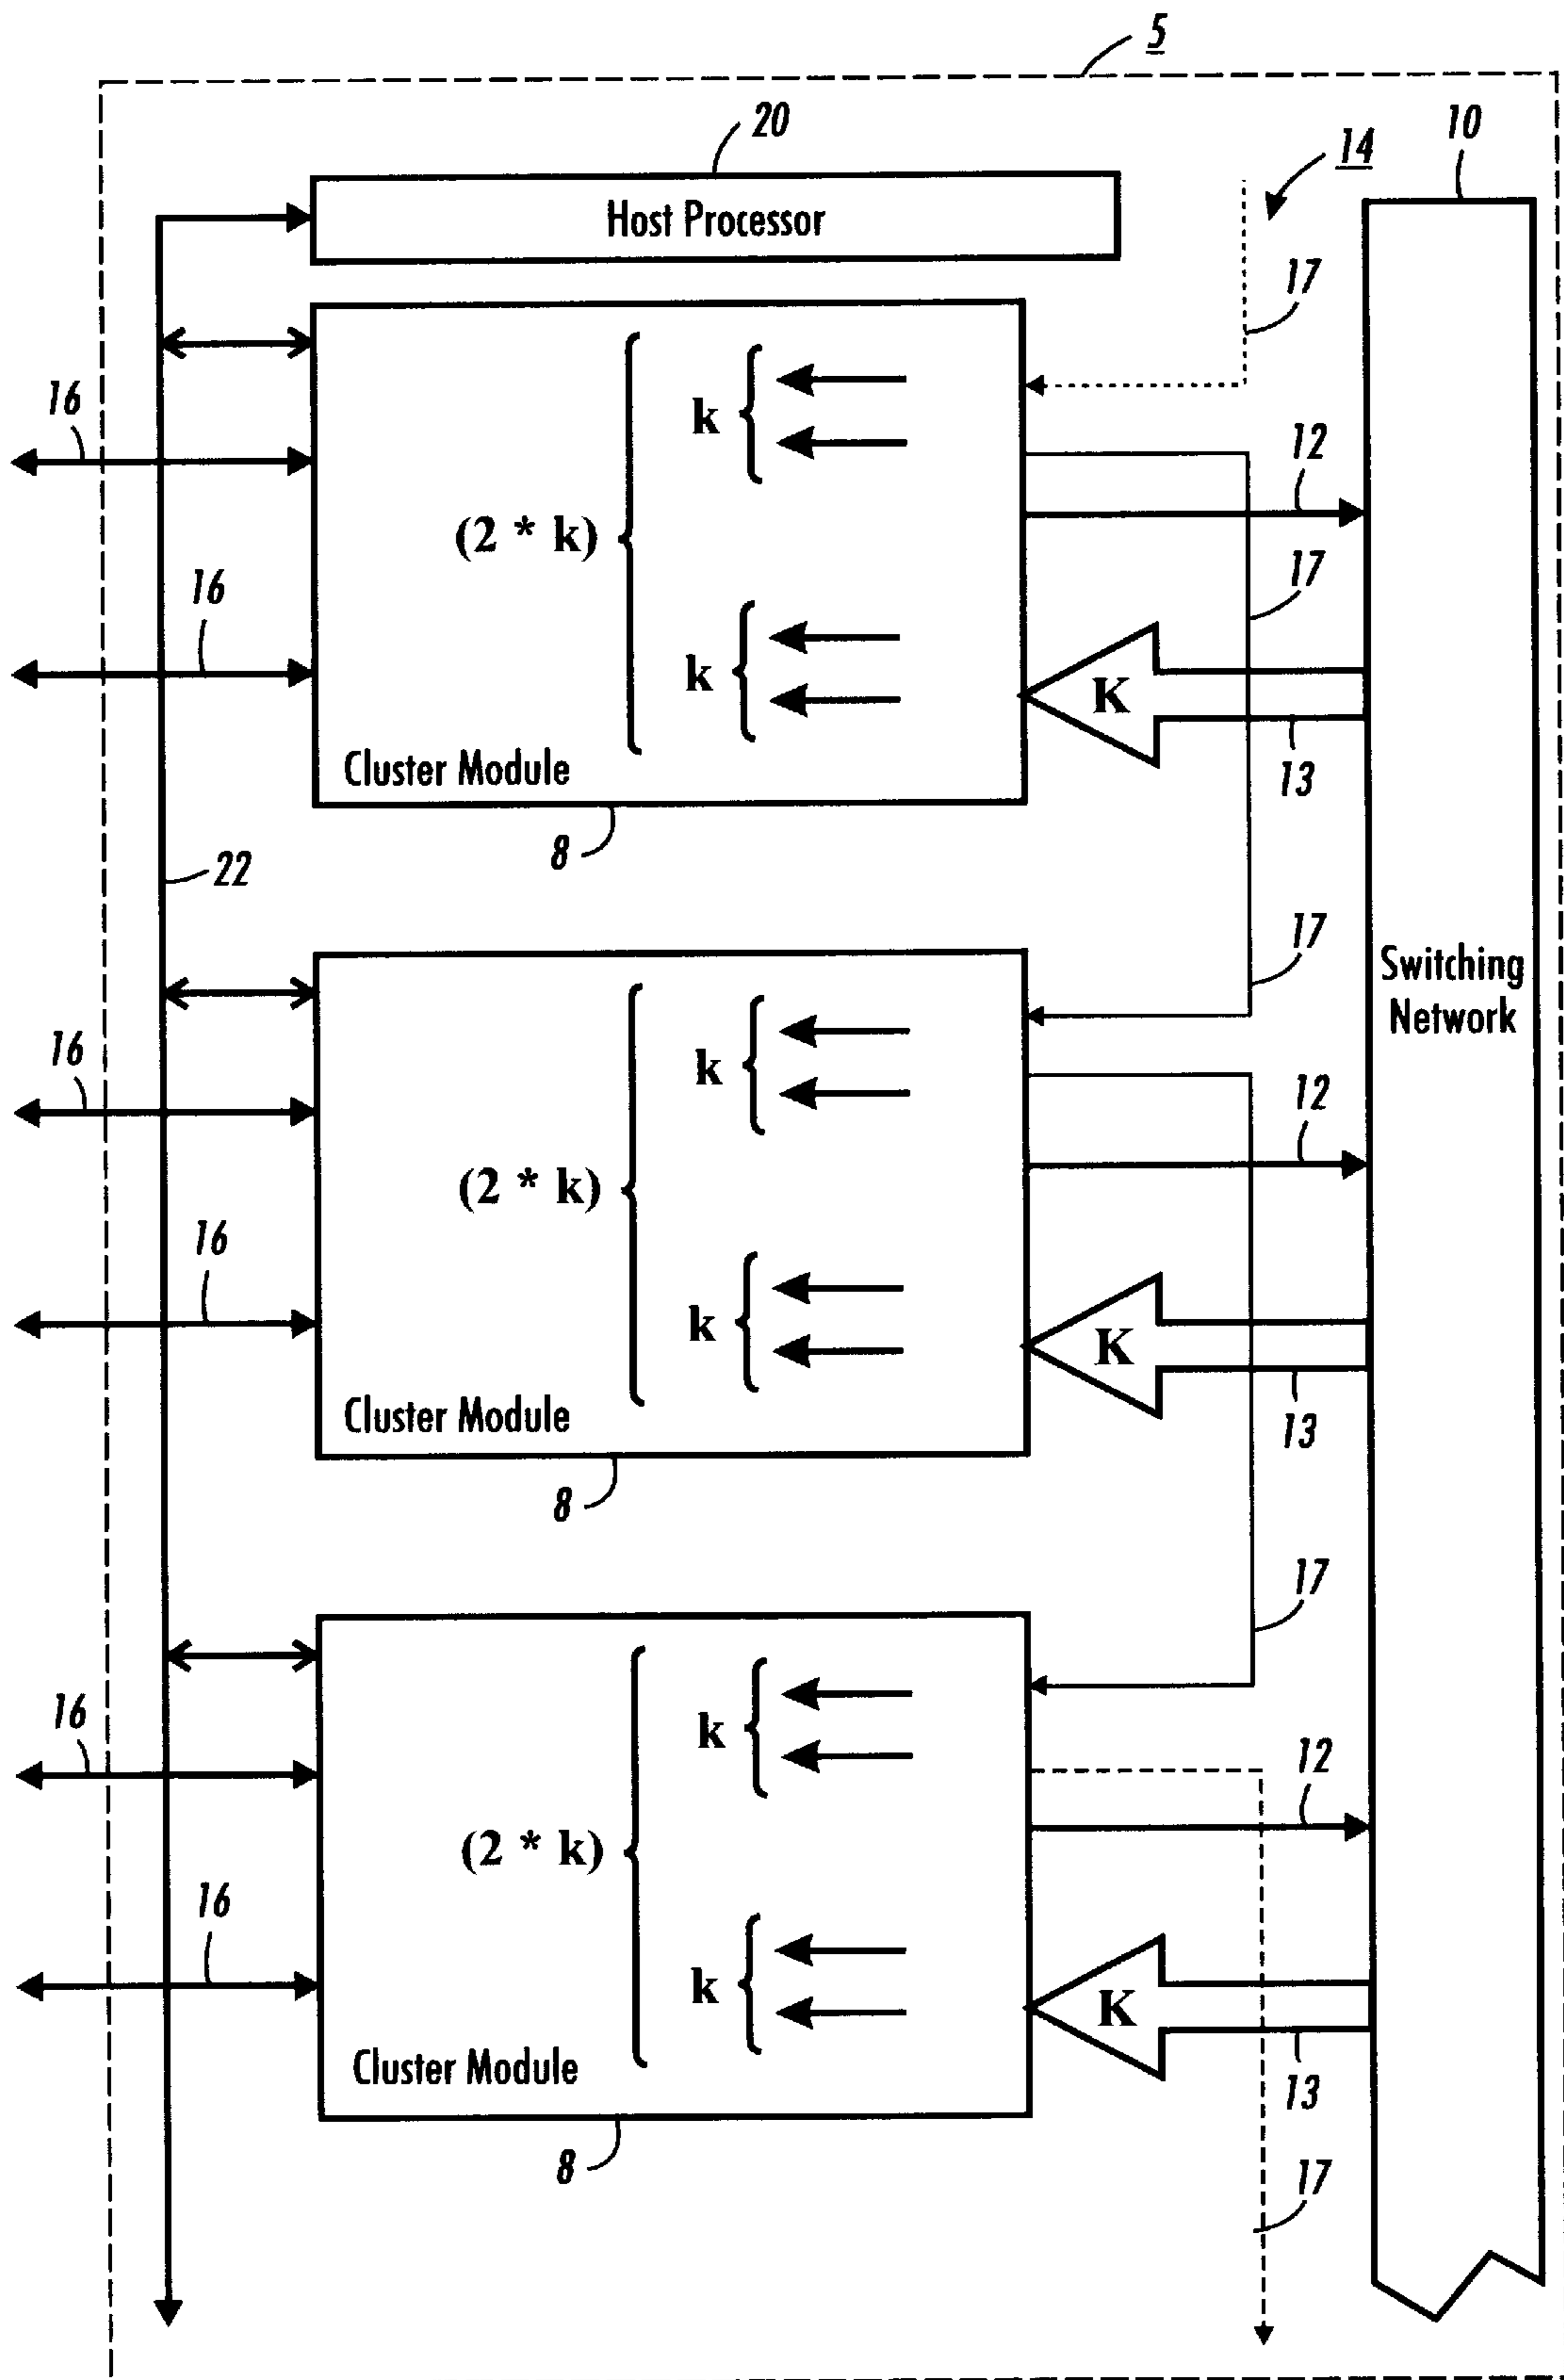 5
20
10
14
Host Processor
17
16
k
12
(2 * k)
17
16
k
K
Cluster Module
13
8
22
17
Switching
Network
16
k
12
(2 * k)
16
k
K
Cluster Module
13
8
17
16
k
12
(2 * k)
16
k
K
Cluster Module
13
8
17